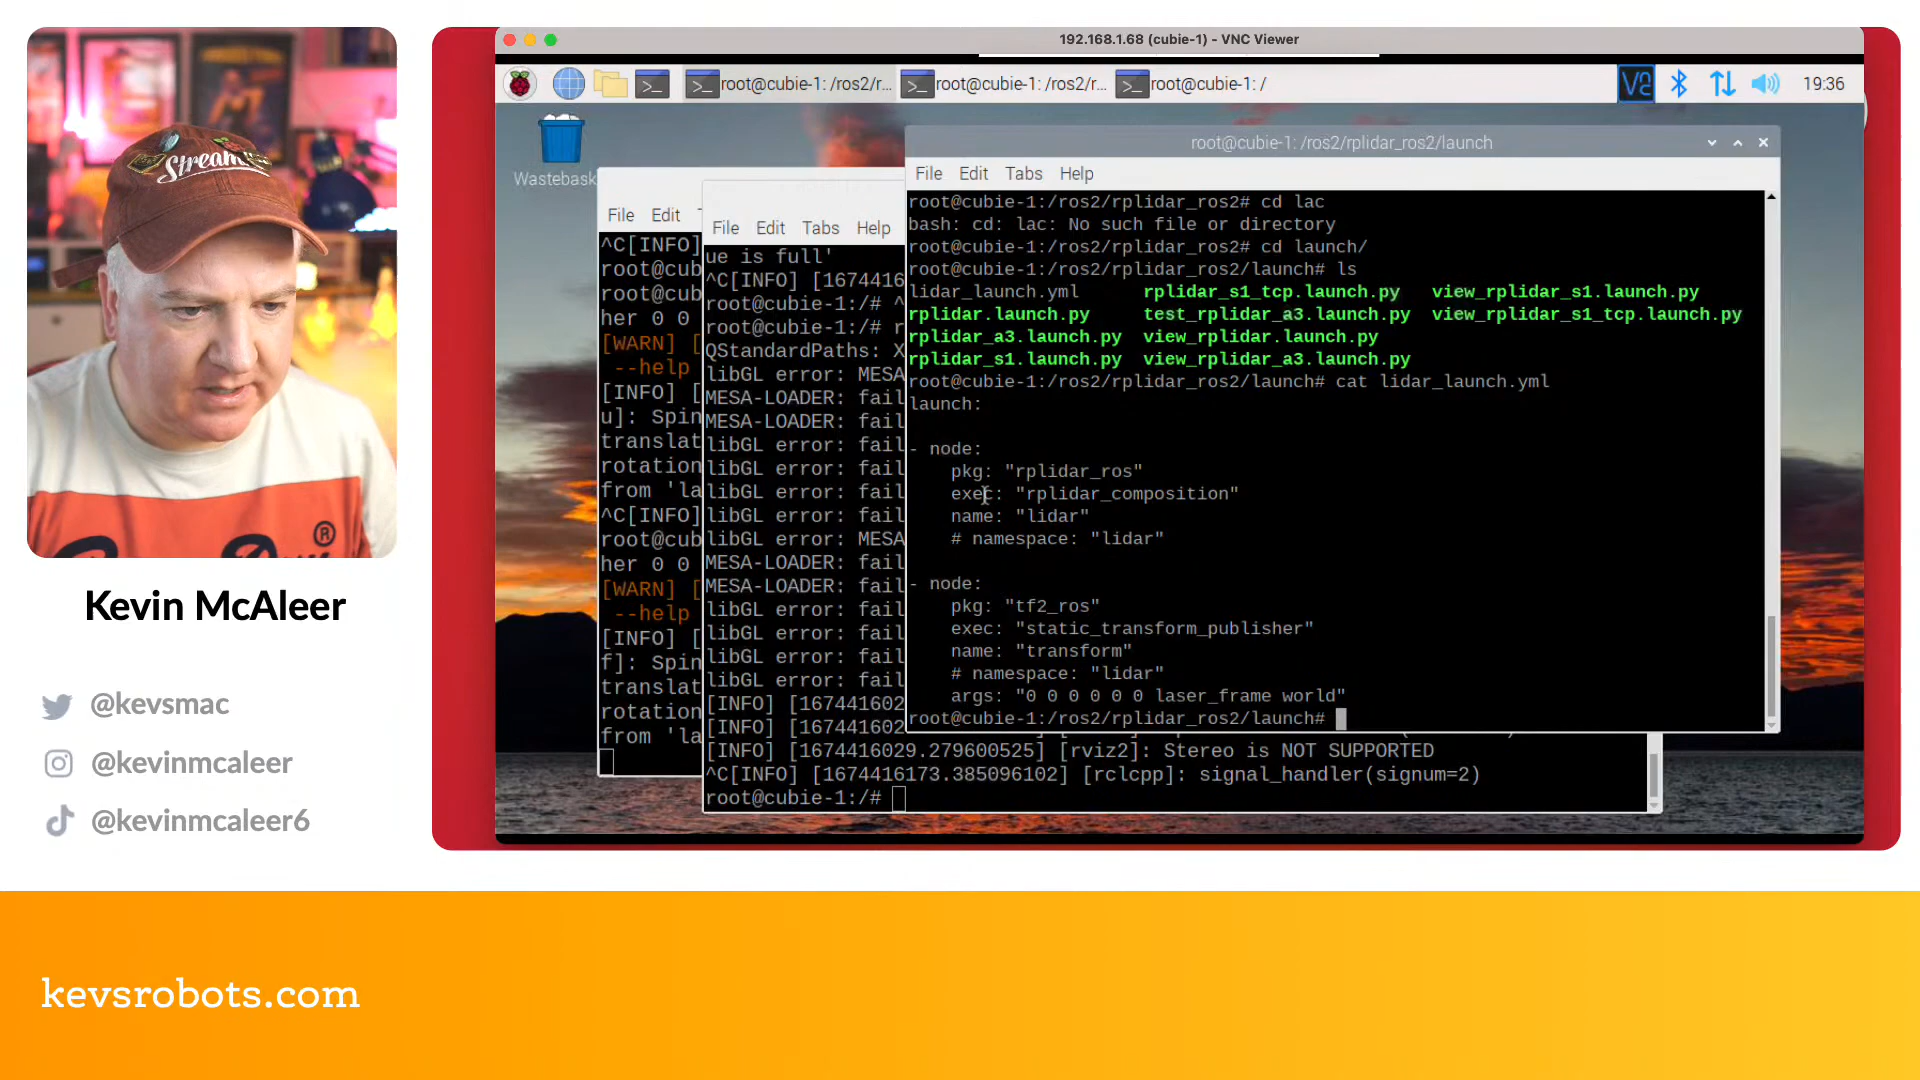 192.168.1.68 (cubie-1) - VNC Viewer
root@cubie-1: /ros2/r...
root@cubie-1: /ros2/r...
root@cubie-1: /
19:36
Wastebask
File Edit
^C[INFO]
root@cub
root@cub
her 0 0
[WARN] [
--help
[INFO] [
u]: Spin
translat
rotation
from 'la
^C[INFO]
root@cub
her 0 0
[WARN] [
--help
[INFO] [
f]: Spin
translat
rotation
from 'la
File Edit Tabs Help
ue is full'
^C[INFO] [1674416
root@cubie-1:/# ^
root@cubie-1:/# r
QStandardPaths: X
libGL error: MESA
MESA-LOADER: fail
MESA-LOADER: fail
libGL error: fail
libGL error: fail
libGL error: fail
libGL error: fail
libGL error: MESA
MESA-LOADER: fail
MESA-LOADER: fail
libGL error: fail
libGL error: fail
libGL error: fail
libGL error: fail
[INFO] [167441602
[INFO] [167441602
[INFO] [1674416029.279600525] [rviz2]: Stereo is NOT SUPPORTED
^C[INFO] [1674416173.385096102] [rclcpp]: signal_handler(signum=2)
root@cubie-1:/#
root@cubie-1: /ros2/rplidar_ros2/launch
File Edit Tabs Help
root@cubie-1:/ros2/rplidar_ros2# cd lac
bash: cd: lac: No such file or directory
root@cubie-1:/ros2/rplidar_ros2# cd launch/
root@cubie-1:/ros2/rplidar_ros2/launch# ls
lidar_launch.yml rplidar_s1_tcp.launch.py view_rplidar_s1.launch.py
rplidar.launch.py test_rplidar_a3.launch.py view_rplidar_s1_tcp.launch.py
rplidar_a3.launch.py view_rplidar.launch.py
rplidar_s1.launch.py view_rplidar_a3.launch.py
root@cubie-1:/ros2/rplidar_ros2/launch# cat lidar_launch.yml
launch:
- node:
pkg: "rplidar_ros"
exec: "rplidar_composition"
name: "lidar"
# namespace: "lidar"
- node:
pkg: "tf2_ros"
exec: "static_transform_publisher"
name: "transform"
# namespace: "lidar"
args: "0 0 0 0 0 0 laser_frame world"
root@cubie-1:/ros2/rplidar_ros2/launch#
Kevin McAleer
@kevsmac
@kevinmcaleer
@kevinmcaleer6
kevsrobots.com